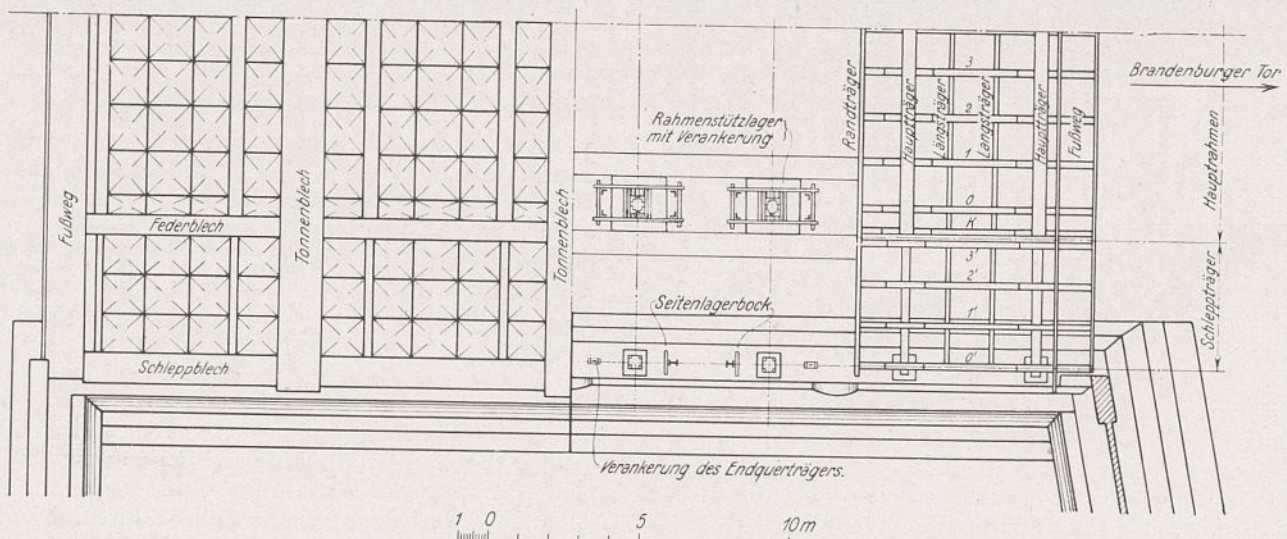 Fußweg
Federblech
Schleppblech
Tonnenblech
Tonnenblech
Rahmenstützlager
mit Verankerung
Seitenlagerbock
Verankerung des Endquerträgers.
Randträger
Hauptträger
Längsträger
Längsträger
Hauptträger
Fußweg
3
2
1
0
K
3'
2'
1'
0'
Brandenburger Tor
Hauptrahmen
Schleppträger
1 0 5 10m